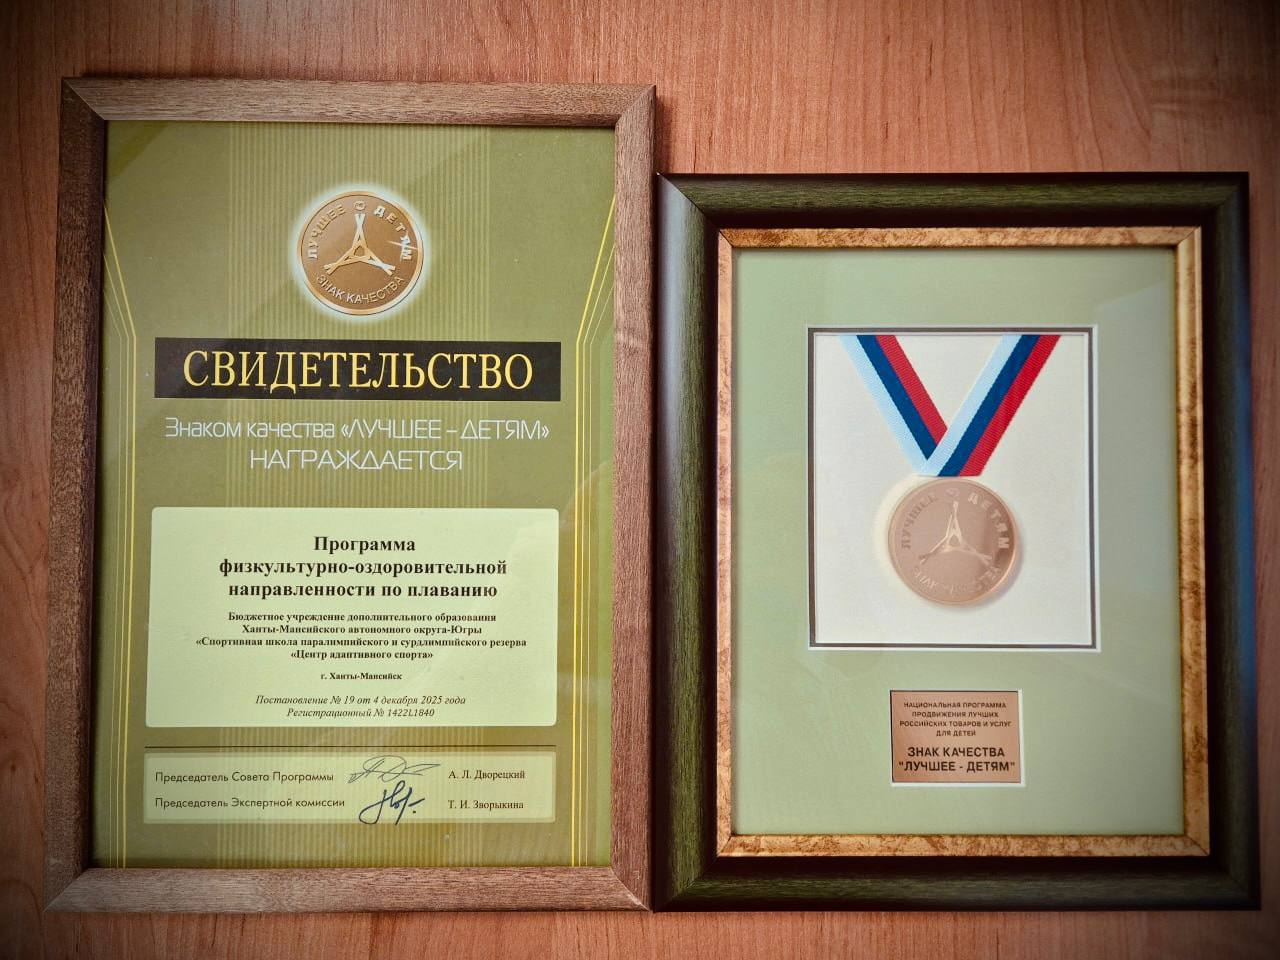 ЛУЧШЕЕ ДЕТЯМ
ЗНАК КАЧЕСТВА
СВИДЕТЕЛЬСТВО
Знаком качества «ЛУЧШЕЕ – ДЕТЯМ»
НАГРАЖДАЕТСЯ
Программа
физкультурно-оздоровительной
направленности по плаванию
Бюджетное учреждение дополнительного образования
Ханты-Мансийского автономного округа-Югры
«Спортивная школа паралимпийского и сурдлимпийского резерва
«Центр адаптивного спорта»
г. Ханты-Мансийск
Постановление № 19 от 4 декабря 2025 года
Регистрационный № 1422L1840
Председатель Совета Программы А. Л. Дворецкий
Председатель Экспертной комиссии Т. И. Зворыкина
ЛУЧШЕЕ ДЕТЯМ
ЗНАК КАЧЕСТВА
НАЦИОНАЛЬНАЯ ПРОГРАММА
ПРОДВИЖЕНИЯ ЛУЧШИХ
РОССИЙСКИХ ТОВАРОВ И УСЛУГ
ДЛЯ ДЕТЕЙ
ЗНАК КАЧЕСТВА
"ЛУЧШЕЕ - ДЕТЯМ"